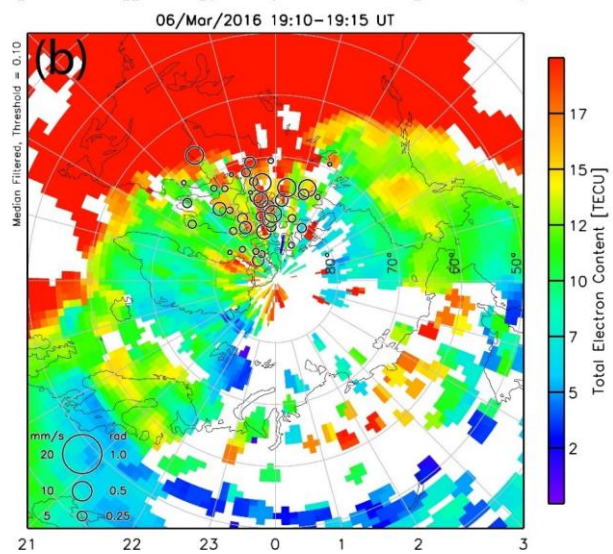 06/Mar/2016 19:10-19:15 UT
(b)
Median Filtered, Threshold = 0.10
80°
70°
60°
50°
mm/s rad
20 1.0
10 0.5
5 0.25
21 22 23 0 1 2 3
17
15
12
10
7
5
2
Total Electron Content [TECU]